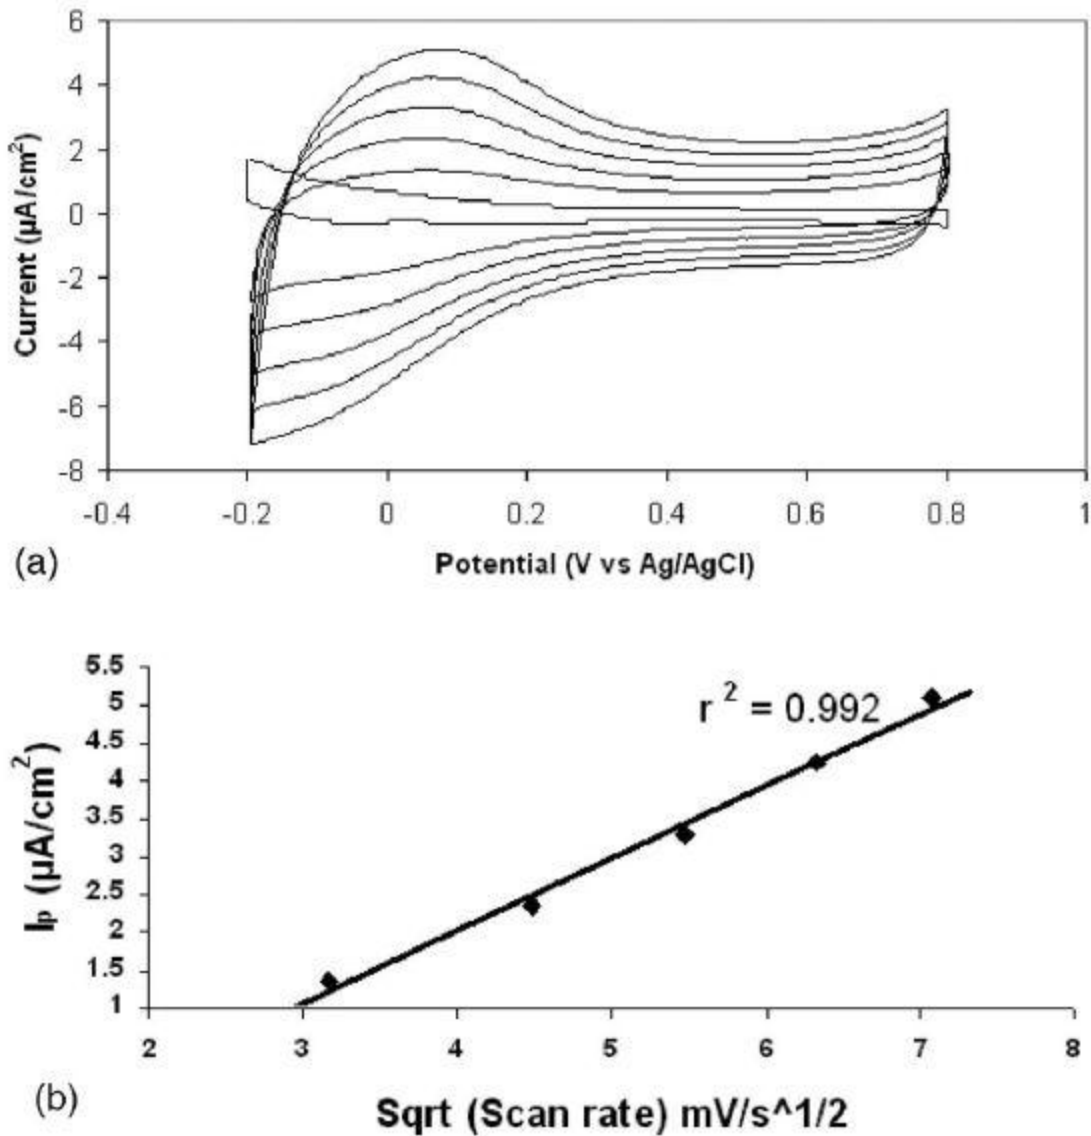 6
4
2
0
-2
-4
-6
-8
Current (µA/cm²)
-0.4 -0.2 0 0.2 0.4 0.6 0.8 1
Potential (V vs Ag/AgCl)
(a)
5.5
5
4.5
4
3.5
3
2.5
2
1.5
1
Iₚ (µA/cm²)
r ² = 0.992
2 3 4 5 6 7 8
Sqrt (Scan rate) mV/s^1/2
(b)